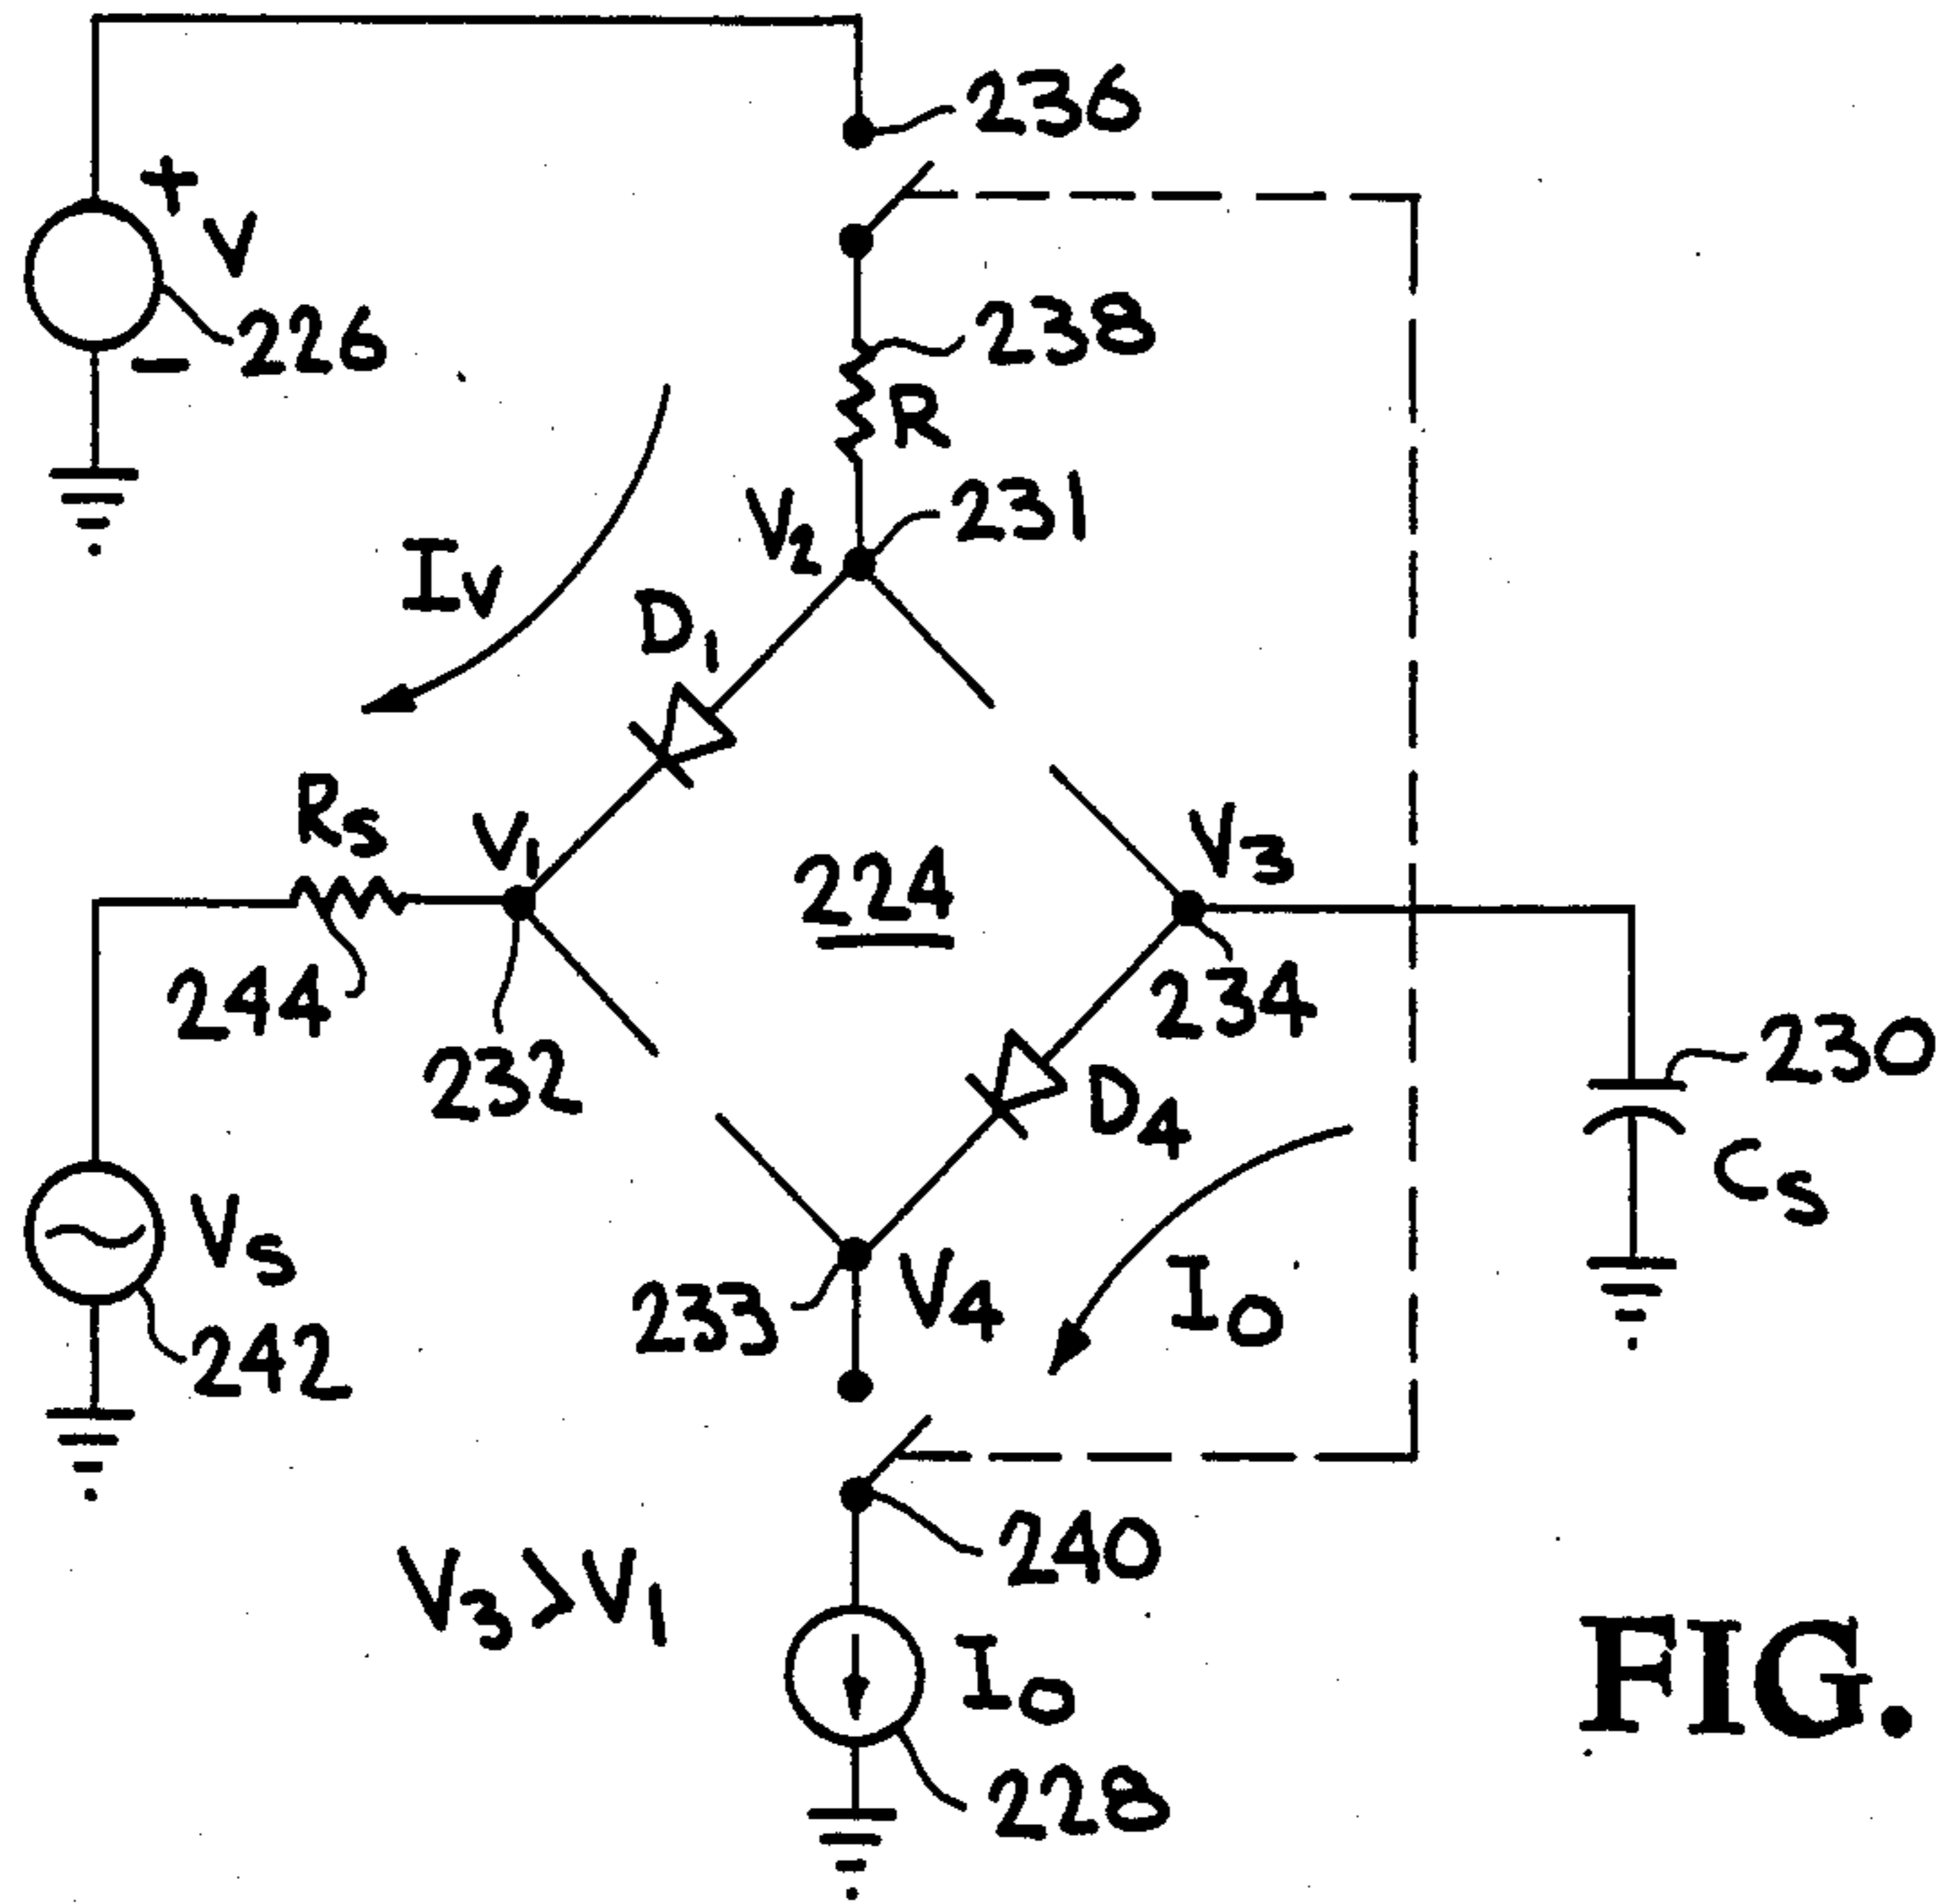 236
+
V
226
−
238
R
231
V2
IV
D1
RS
V1
V3
224
244
234
232
230
D4
CS
VS
V4
IO
233
242
240
V3>V1
IO
FIG.
228